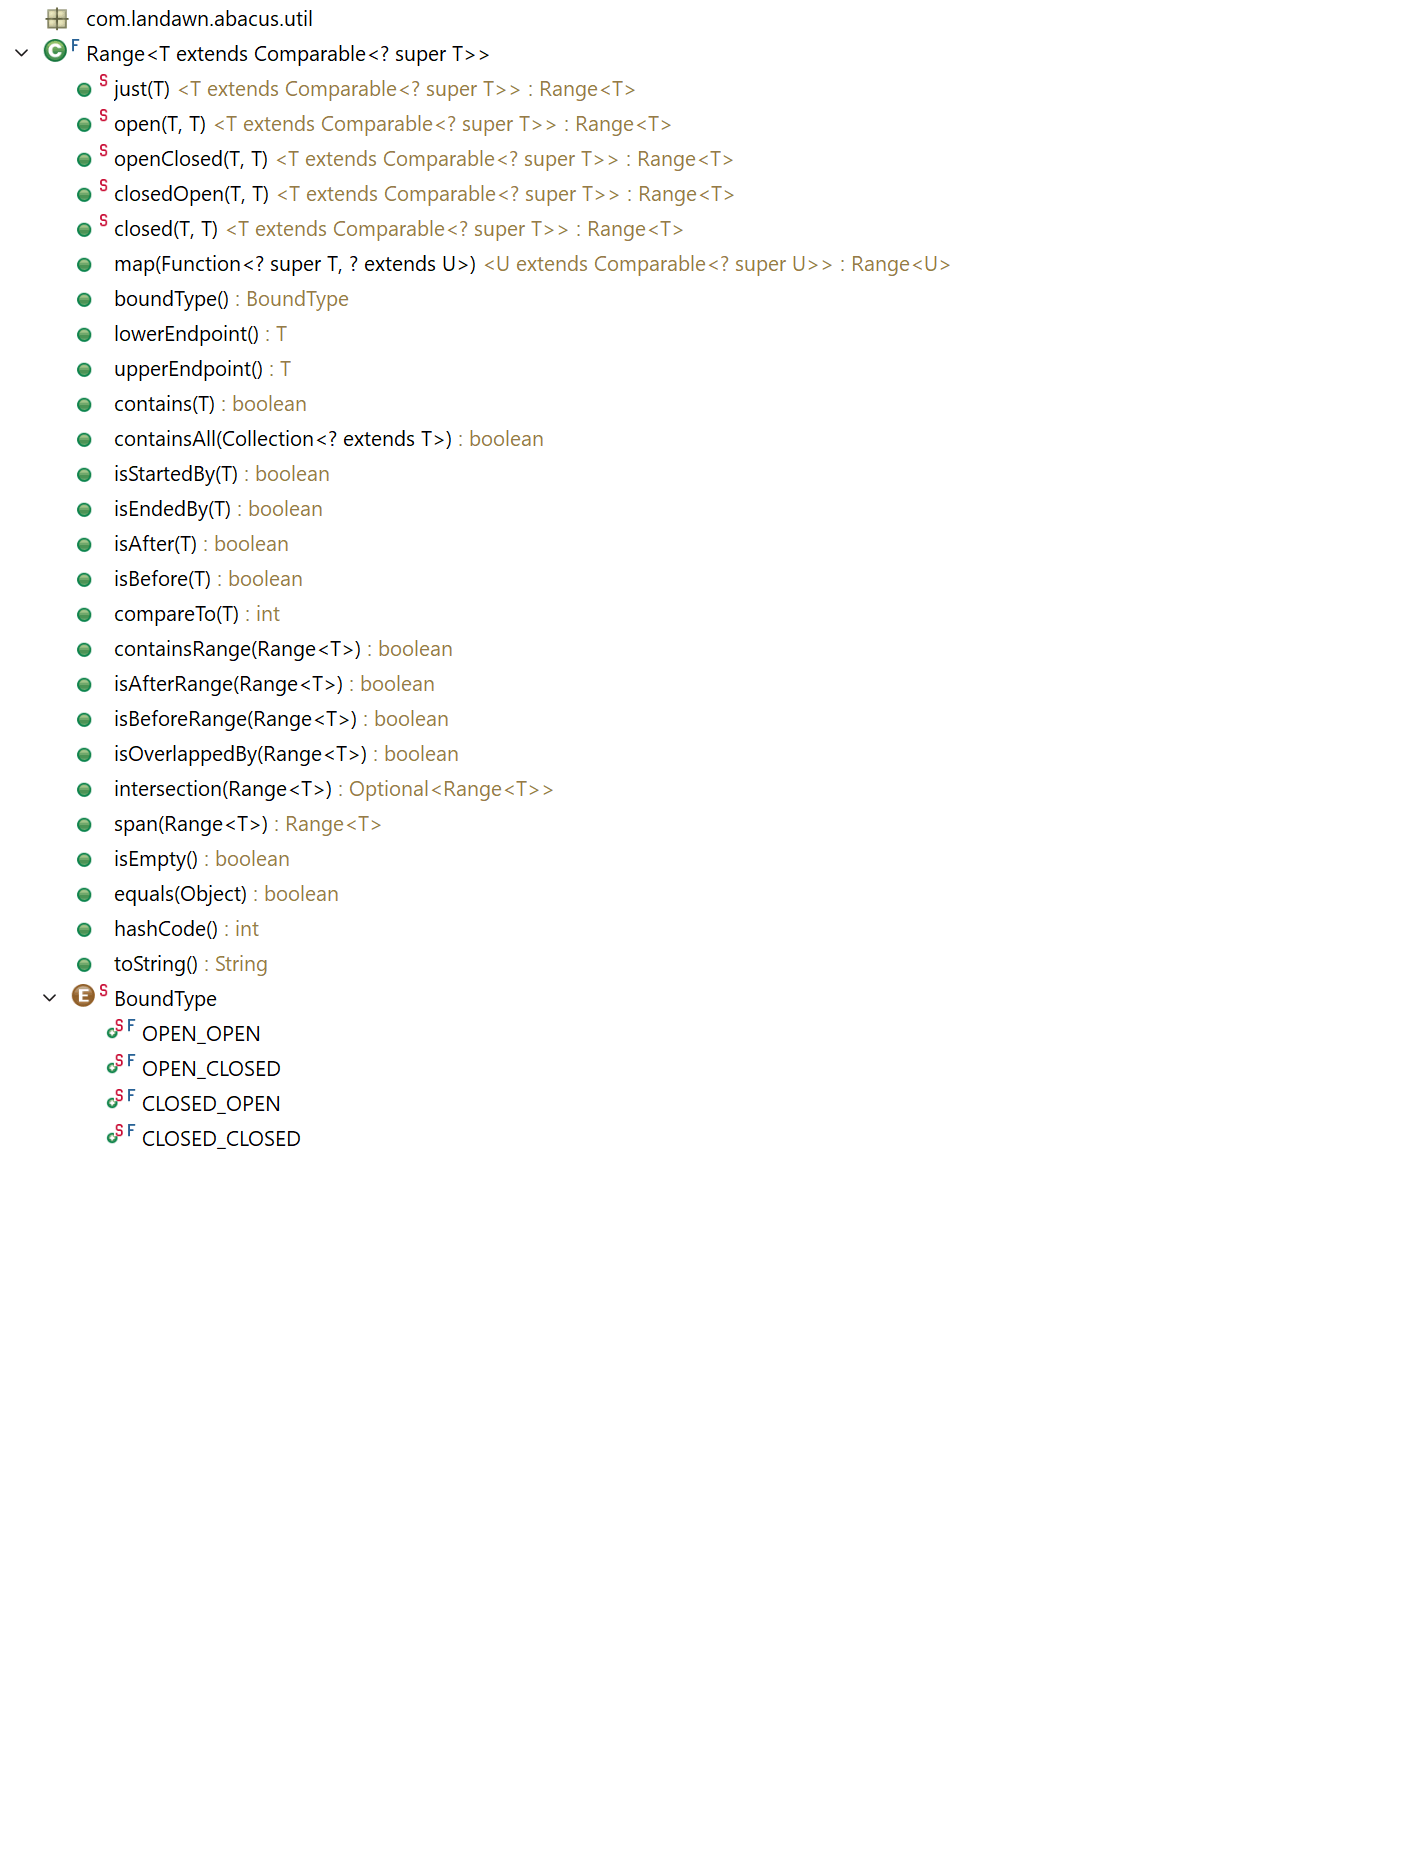 com.landawn.abacus.util
C F Range<T extends Comparable<? super T>>
S just(T) <T extends Comparable<? super T>> : Range<T>
S open(T, T) <T extends Comparable<? super T>> : Range<T>
S openClosed(T, T) <T extends Comparable<? super T>> : Range<T>
S closedOpen(T, T) <T extends Comparable<? super T>> : Range<T>
S closed(T, T) <T extends Comparable<? super T>> : Range<T>
map(Function<? super T, ? extends U>) <U extends Comparable<? super U>> : Range<U>
boundType() : BoundType
lowerEndpoint() : T
upperEndpoint() : T
contains(T) : boolean
containsAll(Collection<? extends T>) : boolean
isStartedBy(T) : boolean
isEndedBy(T) : boolean
isAfter(T) : boolean
isBefore(T) : boolean
compareTo(T) : int
containsRange(Range<T>) : boolean
isAfterRange(Range<T>) : boolean
isBeforeRange(Range<T>) : boolean
isOverlappedBy(Range<T>) : boolean
intersection(Range<T>) : Optional<Range<T>>
span(Range<T>) : Range<T>
isEmpty() : boolean
equals(Object) : boolean
hashCode() : int
toString() : String
E S BoundType
S F OPEN_OPEN
S F OPEN_CLOSED
S F CLOSED_OPEN
S F CLOSED_CLOSED